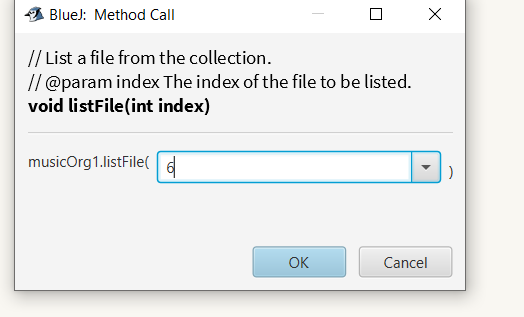 BlueJ: Method Call
// List a file from the collection.
// @param index The index of the file to be listed.
void listFile(int index)
musicOrg1.listFile( 6 )
OK Cancel